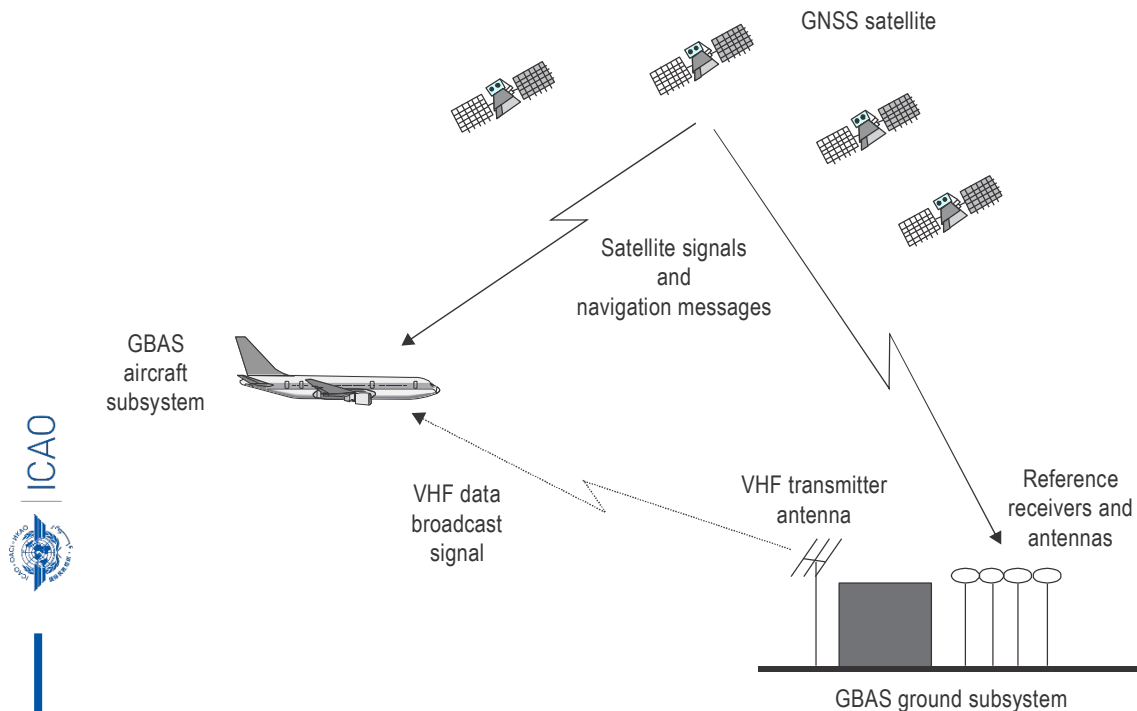 GNSS satellite
Satellite signals
and
navigation messages
GBAS
aircraft
subsystem
ICAO
VHF data
broadcast
signal
VHF transmitter
antenna
Reference
receivers and
antennas
GBAS ground subsystem